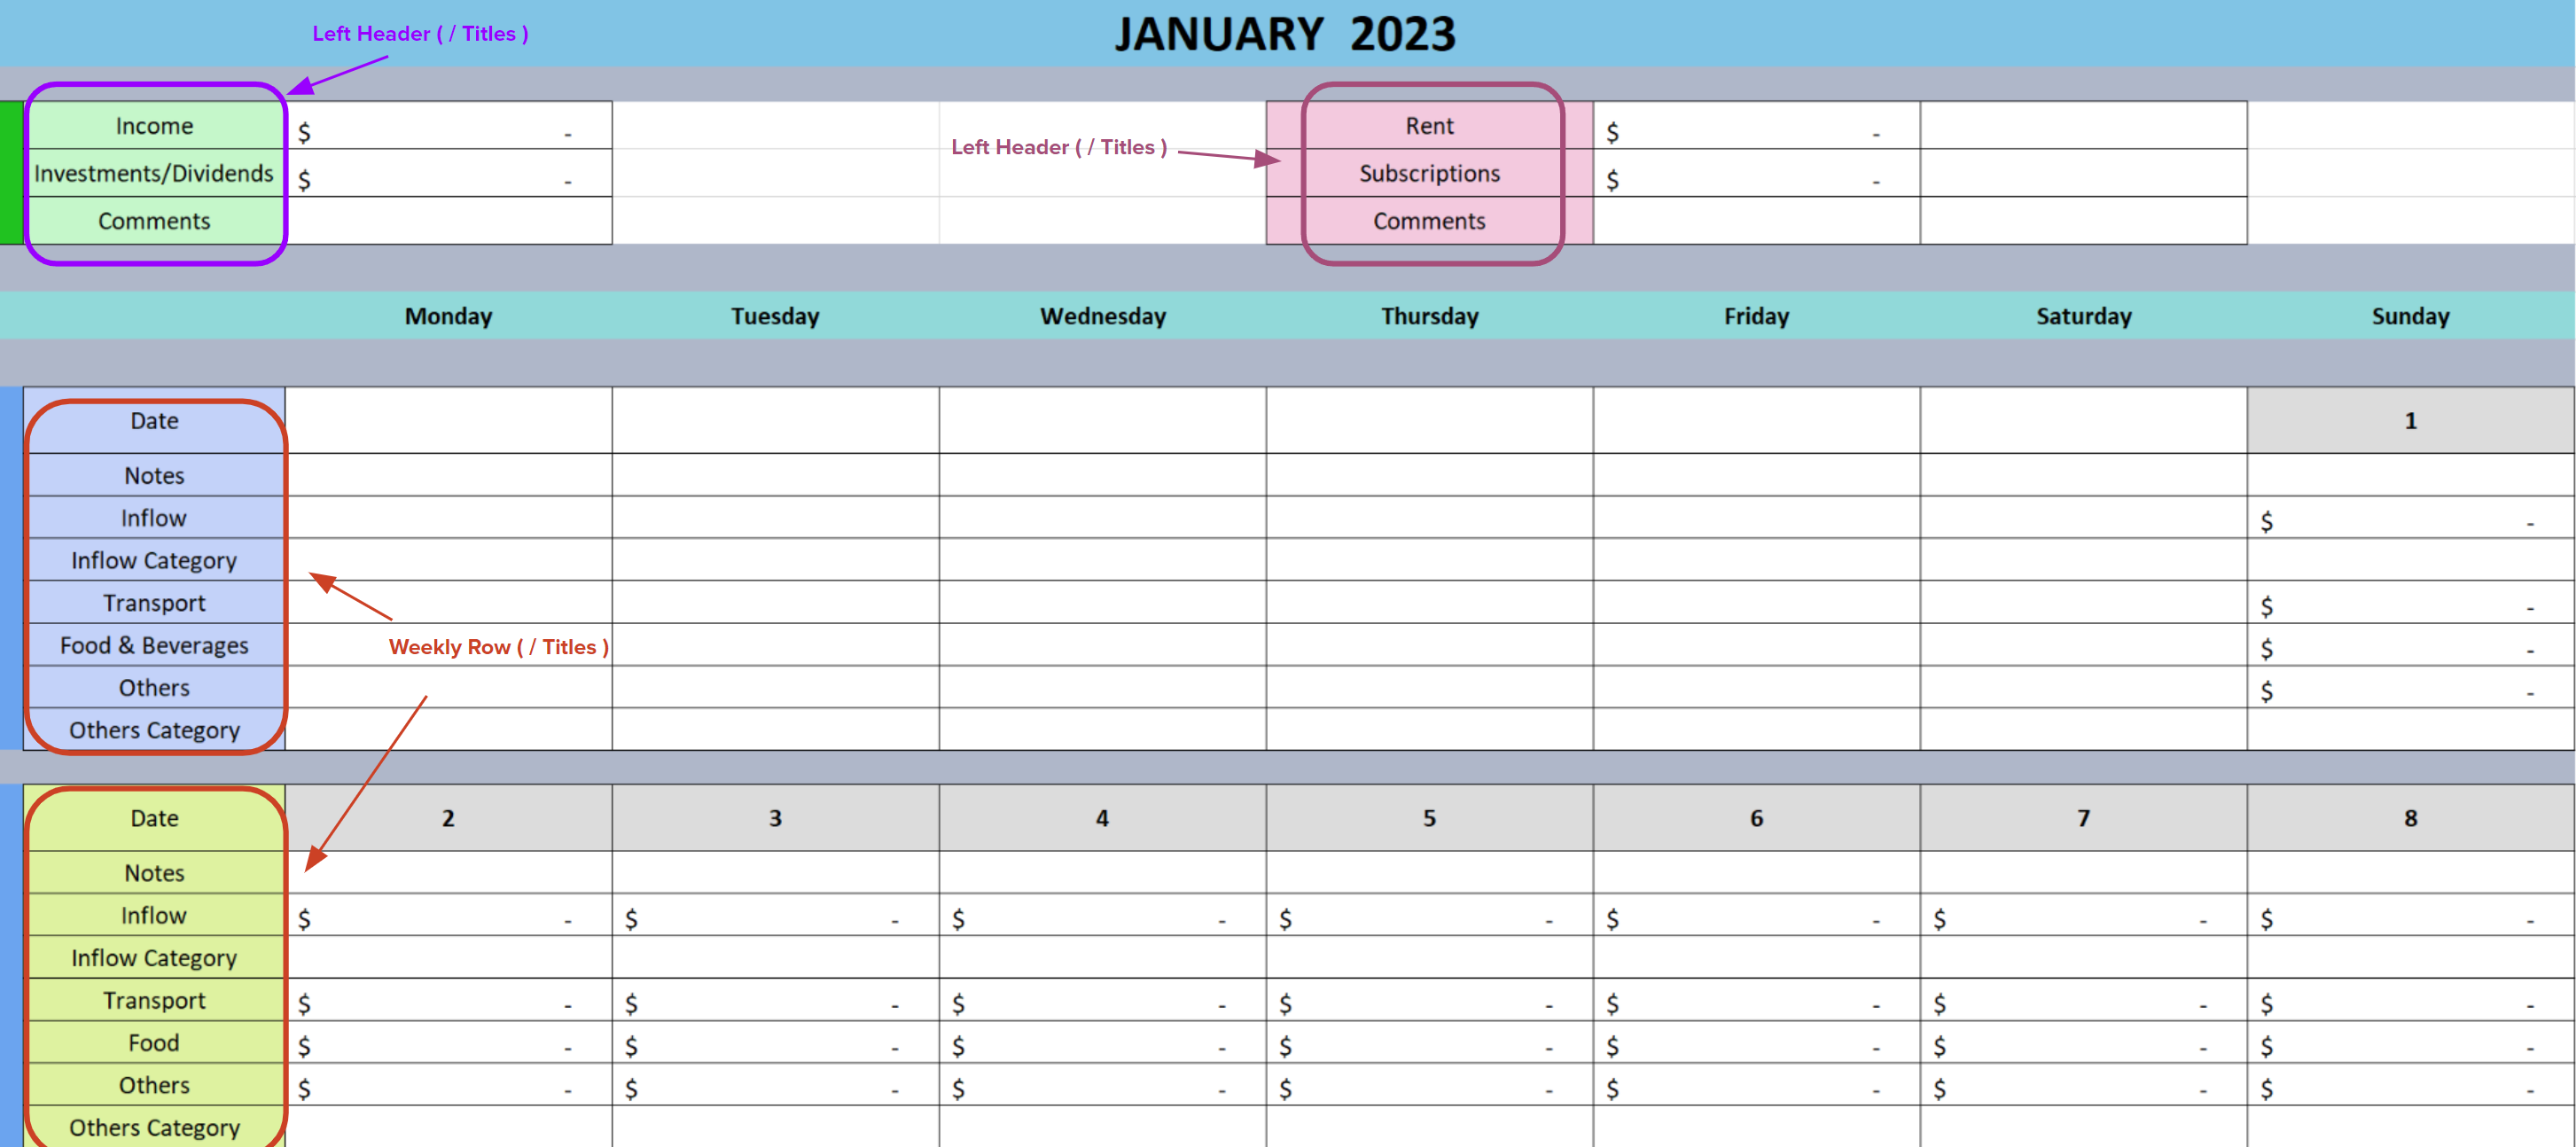 JANUARY 2023
Left Header ( / Titles )
Income $ - Rent $ -
Left Header ( / Titles )
Investments/Dividends $ - Subscriptions $ -
Comments Comments
Monday Tuesday Wednesday Thursday Friday Saturday Sunday
Date 1
Notes
Inflow $ -
Inflow Category
Transport $ -
Food & Beverages $ -
Weekly Row ( / Titles )
Others $ -
Others Category
Date 2 3 4 5 6 7 8
Notes
Inflow $ - $ - $ - $ - $ - $ - $ -
Inflow Category
Transport $ - $ - $ - $ - $ - $ - $ -
Food $ - $ - $ - $ - $ - $ - $ -
Others $ - $ - $ - $ - $ - $ - $ -
Others Category